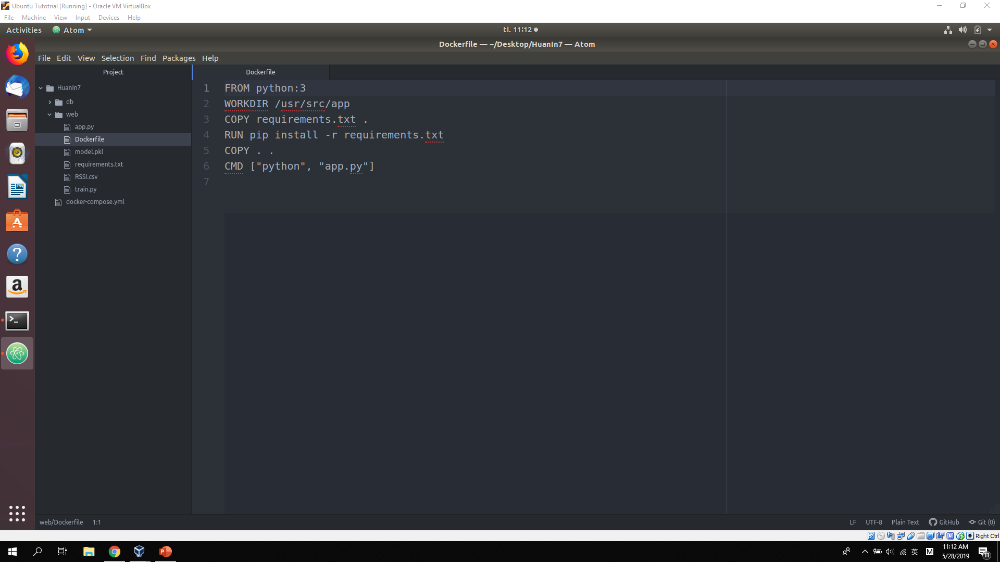 Ubuntu Tutotrial [Running] - Oracle VM VirtualBox
File Machine View Input Devices Help
Activities Atom ti. 11:12
Dockerfile — ~/Desktop/HuanIn7 — Atom
File Edit View Selection Find Packages Help
Project
HuanIn7
db
web
app.py
Dockerfile
model.pkl
requirements.txt
RSSI.csv
train.py
docker-compose.yml
Dockerfile
1 FROM python:3
2 WORKDIR /usr/src/app
3 COPY requirements.txt .
4 RUN pip install -r requirements.txt
5 COPY . .
6 CMD ["python", "app.py"]
7
web/Dockerfile 1:1 LF UTF-8 Plain Text GitHub Git (0)
Right Ctrl
英 M 11:12 AM
5/28/2019
11